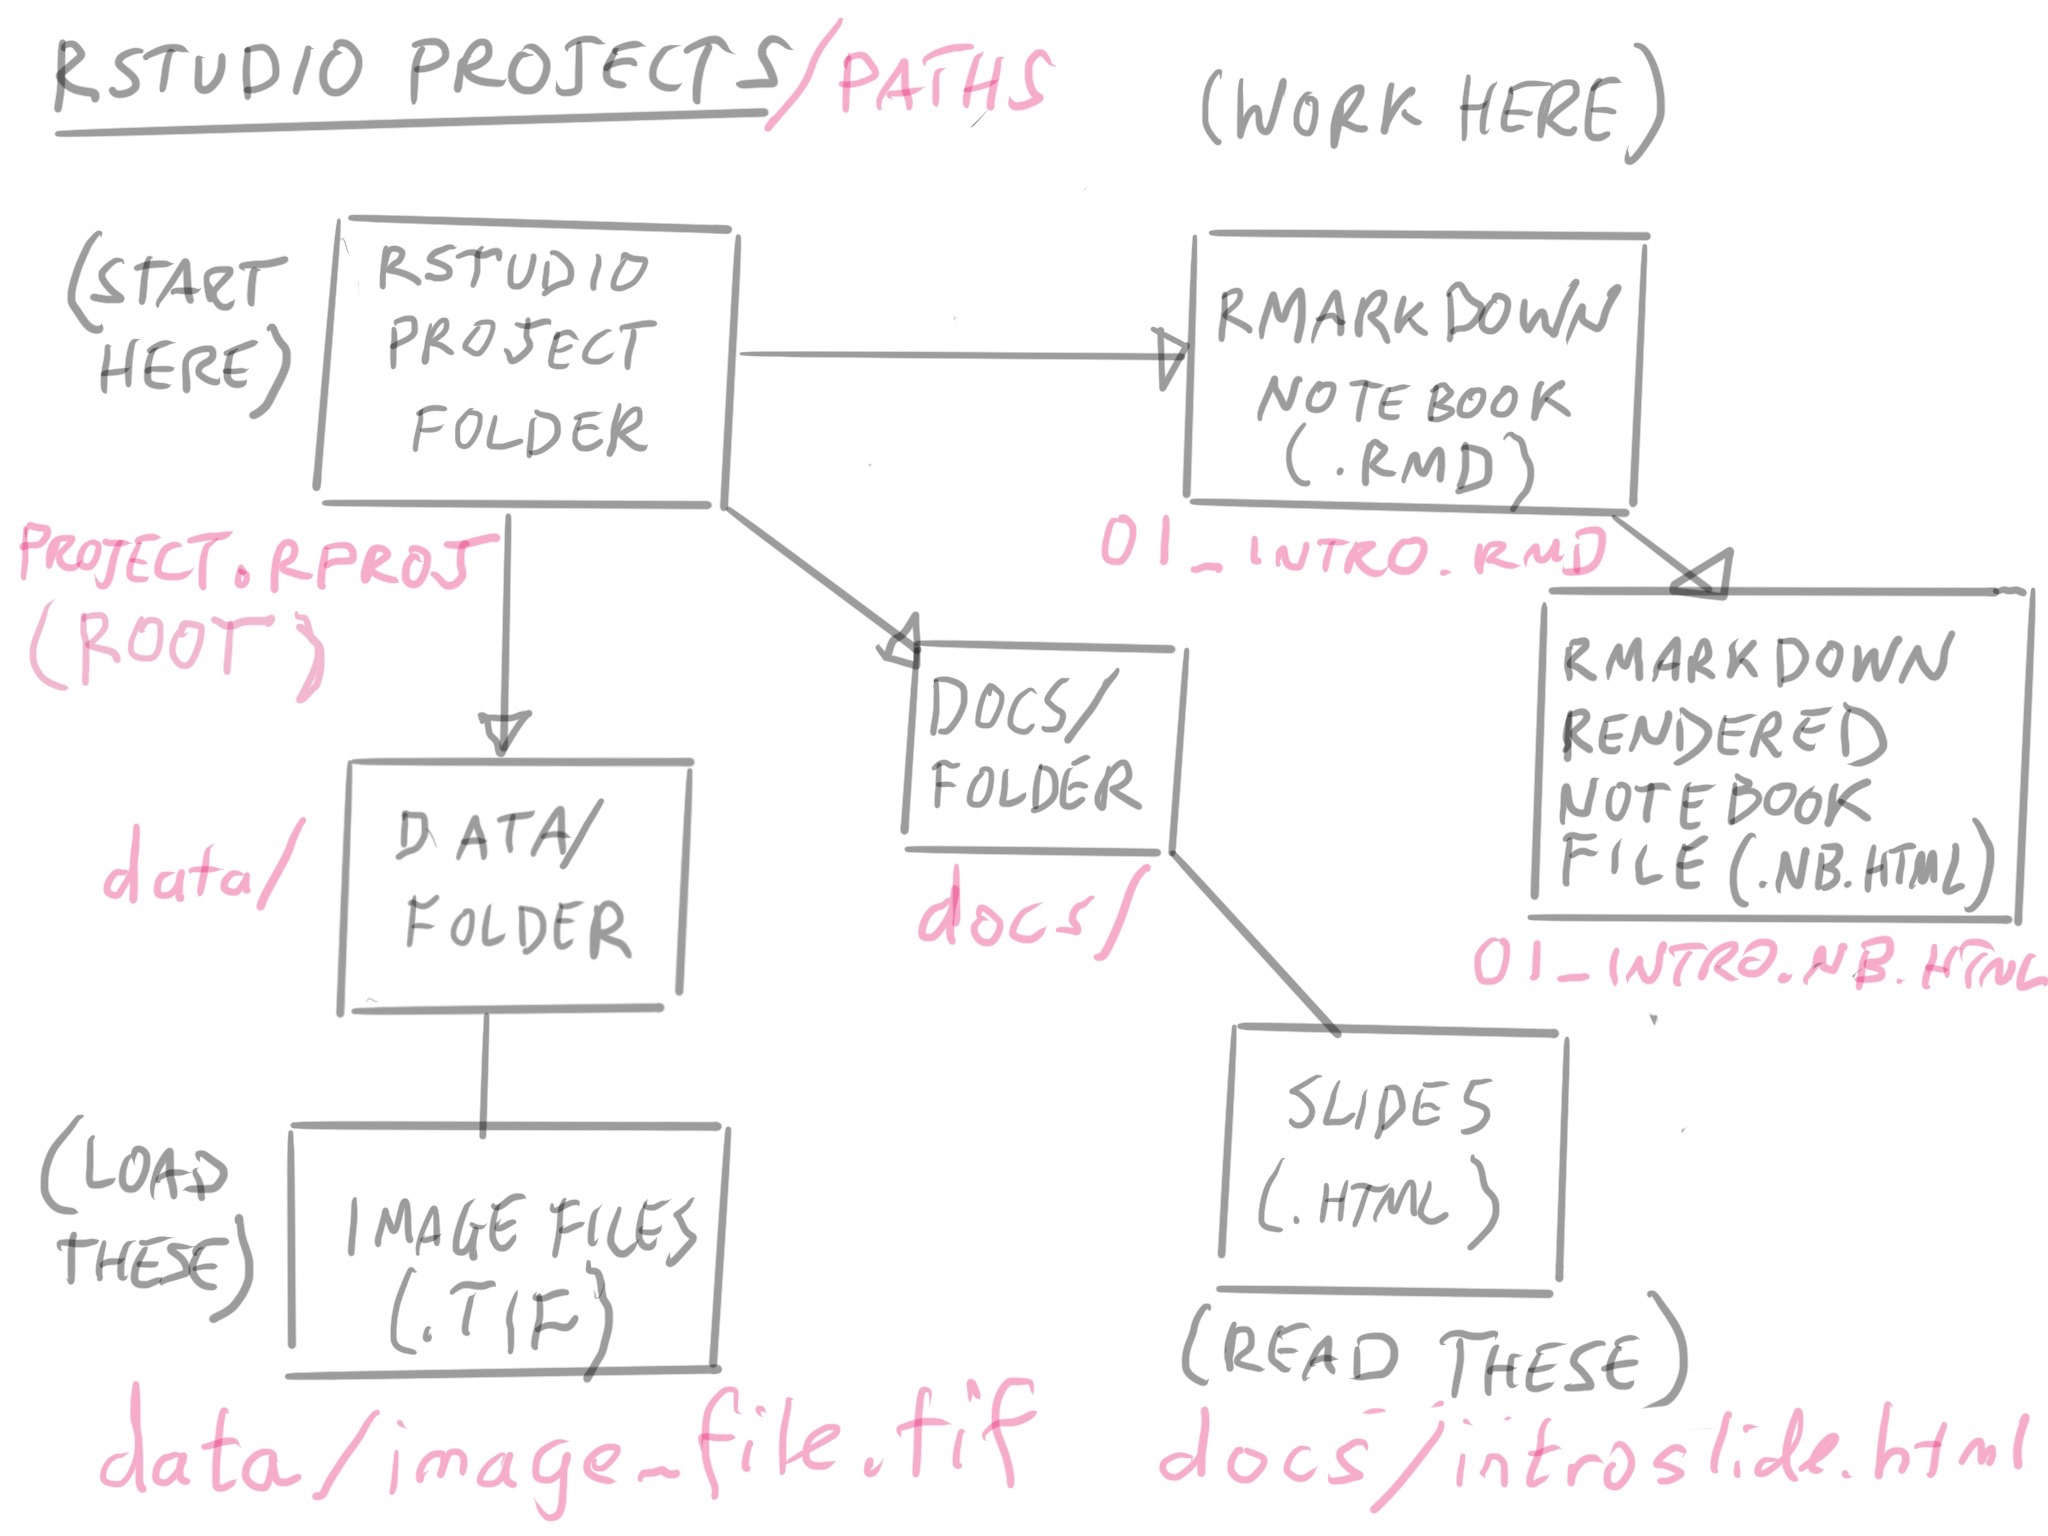 RSTUDIO PROJECTS/PATHS
(WORK HERE)
(START
HERE)
RSTUDIO
PROJECT
FOLDER
RMARKDOWN
NOTEBOOK
(.RMD)
PROJECT.RPROJ
(ROOT)
01_INTRO.RMD
DOCS/
FOLDER
docs/
RMARKDOWN
RENDERED
NOTEBOOK
FILE (.NB.HTML)
01_INTRO.NB.HTML
data/
DATA/
FOLDER
(LOAD
THESE)
IMAGE FILES
(.TIF)
data/image_file.tif
SLIDES
(.HTML)
(READ THESE)
docs/introslide.html